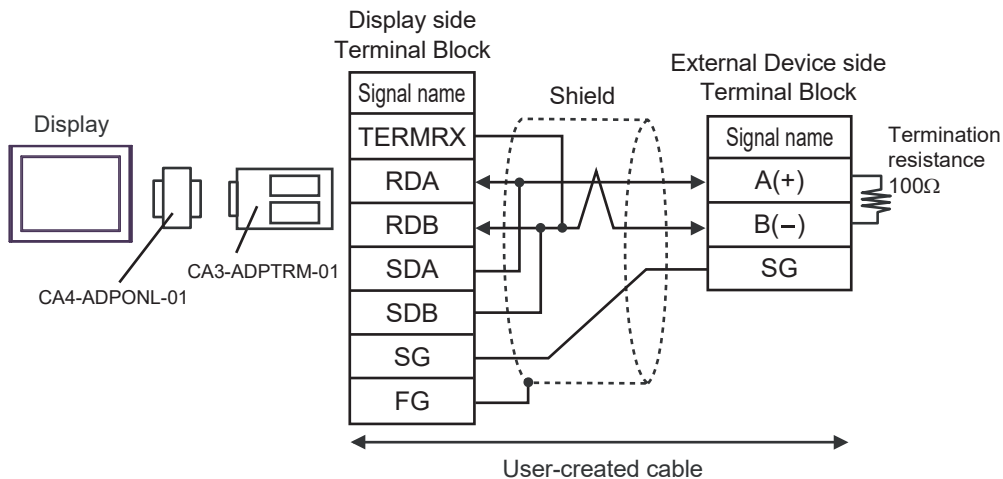 Display side
Terminal Block
Signal name
TERMRX
RDA
RDB
SDA
SDB
SG
FG
Shield
External Device side
Terminal Block
Signal name
A(+)
B(−)
SG
Termination
resistance
100Ω
Display
CA4-ADPONL-01
CA3-ADPTRM-01
User-created cable